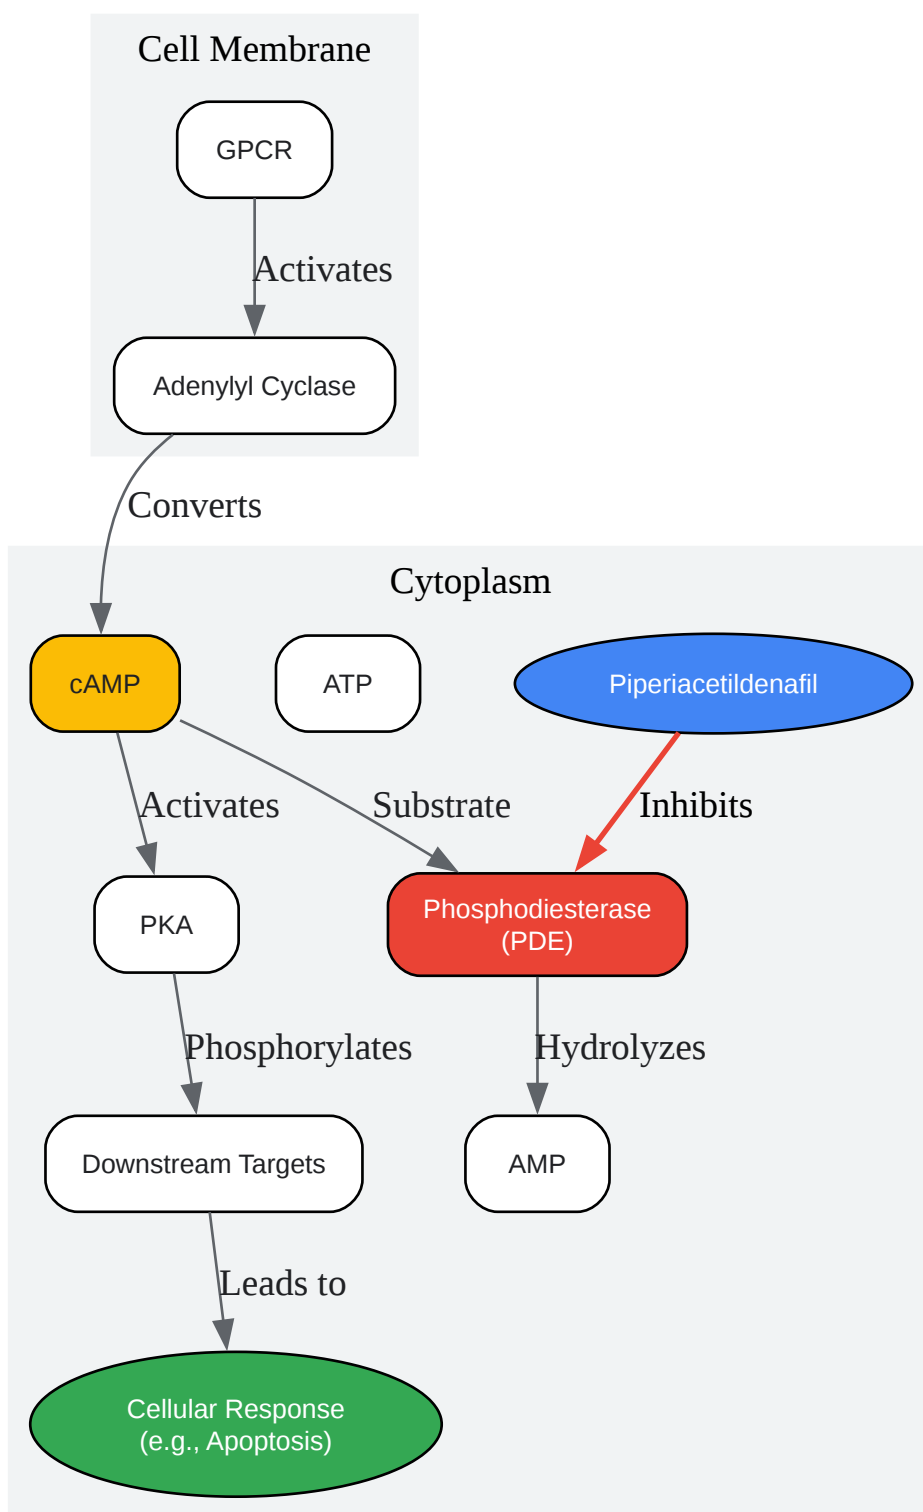 Cell Membrane
GPCR
Activates
Adenylyl Cyclase
Converts
Cytoplasm
cAMP
ATP
Piperiacetildenafil
Activates
Substrate
Inhibits
PKA
Phosphodiesterase
(PDE)
Phosphorylates
Hydrolyzes
Downstream Targets
AMP
Leads to
Cellular Response
(e.g., Apoptosis)